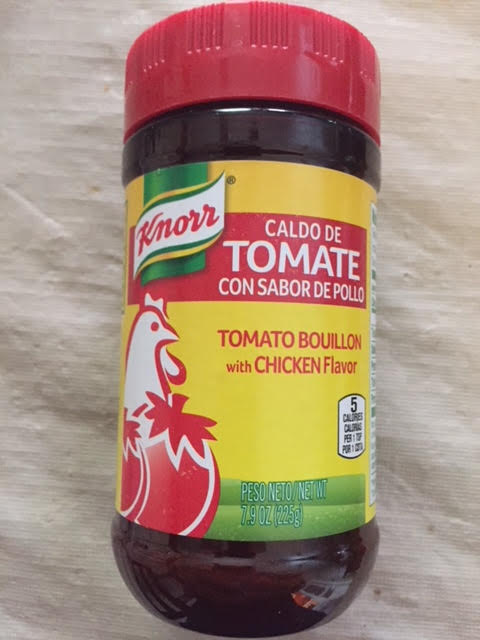 Knorr®
CALDO DE
TOMATE
CON SABOR DE POLLO
TOMATO BOUILLON
with CHICKEN Flavor
5
CALORIES
CALORÍAS
PER 1 TSP
POR 1 CDTA
PESO NETO/NET WT
7.9 OZ (225g)